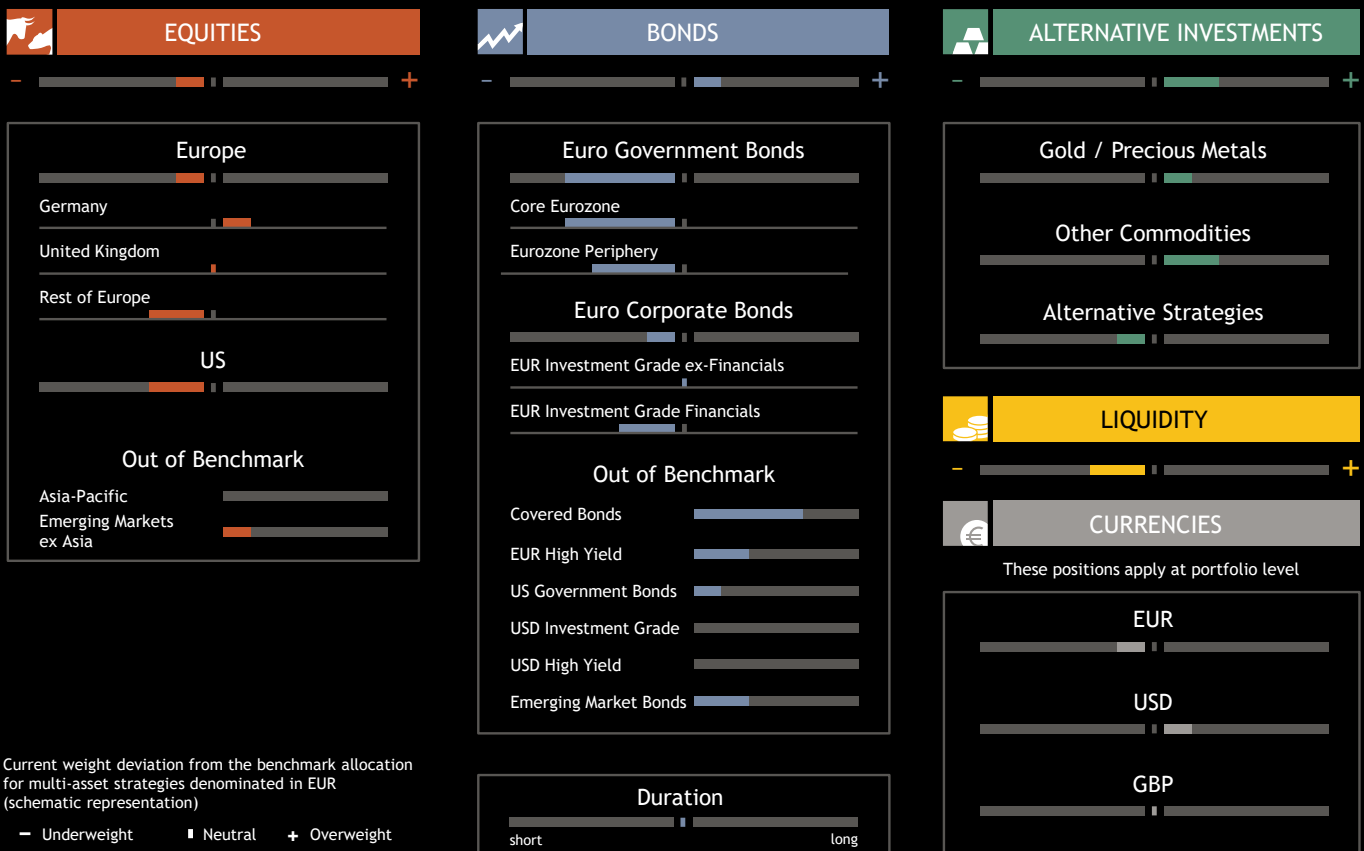 EQUITIES
- +
Europe
Germany
United Kingdom
Rest of Europe
US
Out of Benchmark
Asia-Pacific
Emerging Markets
ex Asia
Current weight deviation from the benchmark allocation
for multi-asset strategies denominated in EUR
(schematic representation)
– Underweight Neutral + Overweight
BONDS
- +
Euro Government Bonds
Core Eurozone
Eurozone Periphery
Euro Corporate Bonds
EUR Investment Grade ex-Financials
EUR Investment Grade Financials
Out of Benchmark
Covered Bonds
EUR High Yield
US Government Bonds
USD Investment Grade
USD High Yield
Emerging Market Bonds
Duration
short long
ALTERNATIVE INVESTMENTS
- +
Gold / Precious Metals
Other Commodities
Alternative Strategies
LIQUIDITY
- +
€ CURRENCIES
These positions apply at portfolio level
EUR
USD
GBP